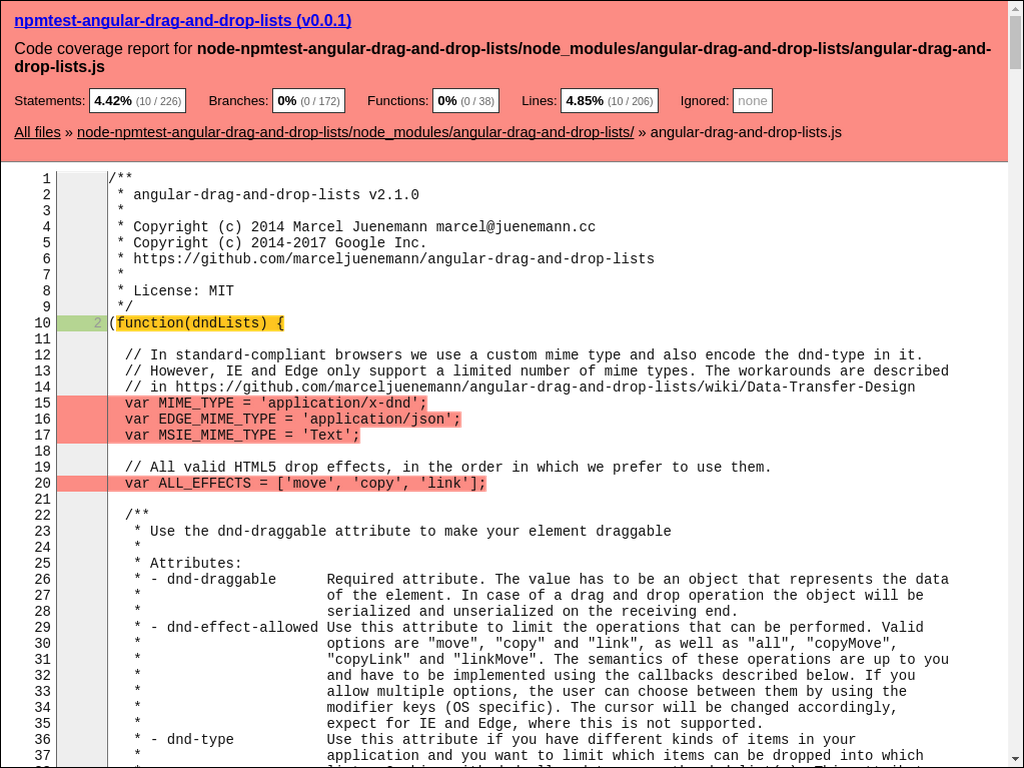 npmtest-angular-drag-and-drop-lists (v0.0.1)
Code coverage report for node-npmtest-angular-drag-and-drop-lists/node_modules/angular-drag-and-drop-lists/angular-drag-and-
drop-lists.js
Statements: 4.42% (10 / 226) Branches: 0% (0 / 172) Functions: 0% (0 / 38) Lines: 4.85% (10 / 206) Ignored: none
All files » node-npmtest-angular-drag-and-drop-lists/node_modules/angular-drag-and-drop-lists/ » angular-drag-and-drop-lists.js
1 /**
2  * angular-drag-and-drop-lists v2.1.0
3  *
4  * Copyright (c) 2014 Marcel Juenemann marcel@juenemann.cc
5  * Copyright (c) 2014-2017 Google Inc.
6  * https://github.com/marceljuenemann/angular-drag-and-drop-lists
7  *
8  * License: MIT
9  */
10 2 (function(dndLists) {
11
12   // In standard-compliant browsers we use a custom mime type and also encode the dnd-type in it.
13   // However, IE and Edge only support a limited number of mime types. The workarounds are described
14   // in https://github.com/marceljuenemann/angular-drag-and-drop-lists/wiki/Data-Transfer-Design
15   var MIME_TYPE = 'application/x-dnd';
16   var EDGE_MIME_TYPE = 'application/json';
17   var MSIE_MIME_TYPE = 'Text';
18
19   // All valid HTML5 drop effects, in the order in which we prefer to use them.
20   var ALL_EFFECTS = ['move', 'copy', 'link'];
21
22   /**
23    * Use the dnd-draggable attribute to make your element draggable
24    *
25    * Attributes:
26    * - dnd-draggable      Required attribute. The value has to be an object that represents the data
27    *                      of the element. In case of a drag and drop operation the object will be
28    *                      serialized and unserialized on the receiving end.
29    * - dnd-effect-allowed Use this attribute to limit the operations that can be performed. Valid
30    *                      options are "move", "copy" and "link", as well as "all", "copyMove",
31    *                      "copyLink" and "linkMove". The semantics of these operations are up to you
32    *                      and have to be implemented using the callbacks described below. If you
33    *                      allow multiple options, the user can choose between them by using the
34    *                      modifier keys (OS specific). The cursor will be changed accordingly,
35    *                      expect for IE and Edge, where this is not supported.
36    * - dnd-type           Use this attribute if you have different kinds of items in your
37    *                      application and you want to limit which items can be dropped into which